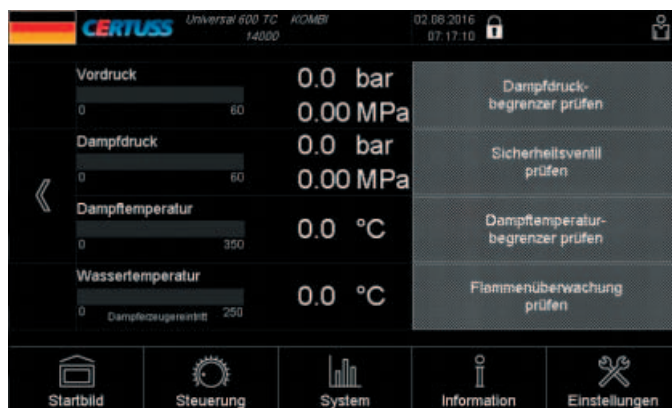 CERTUSS
Universal 600 TC KOMBI
14000
02.08.2016
07:17:10
Vordruck
0 60
0.0 bar
0.00 MPa
Dampfdruck-
begrenzer prüfen
Dampfdruck
0 60
0.0 bar
0.00 MPa
Sicherheitsventil
prüfen
Dampftemperatur
0 350
0.0 °C
Dampftemperatur-
begrenzer prüfen
Wassertemperatur
0 Dampferzeugereintritt 250
0.0 °C
Flammenüberwachung
prüfen
Startbild
Steuerung
System
Information
Einstellungen